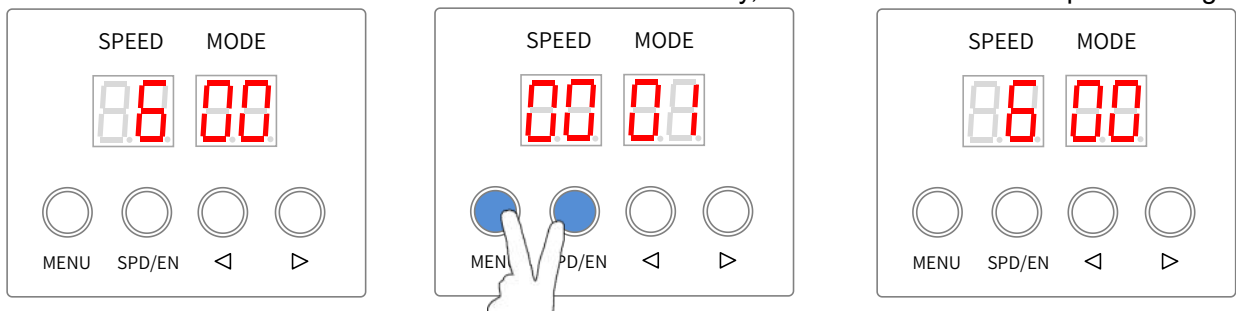 SPEED MODE
6 00
MENU SPD/EN ◁ ▷
SPEED MODE
00 01
MENU SPD/EN ◁ ▷
SPEED MODE
6 00
MENU SPD/EN ◁ ▷